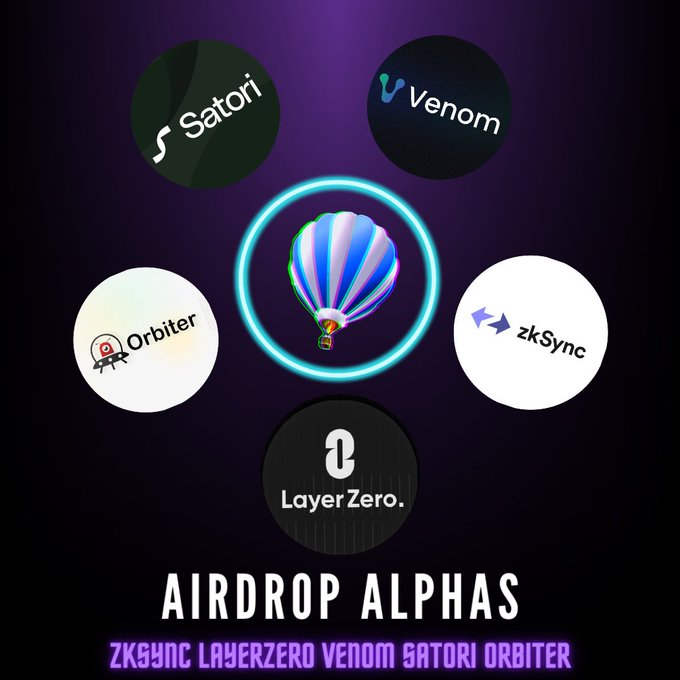 Satori
Venom
Orbiter
zkSync
LayerZero.
AIRDROP ALPHAS
ZKSYNC LAYERZERO VENOM SATORI ORBITER